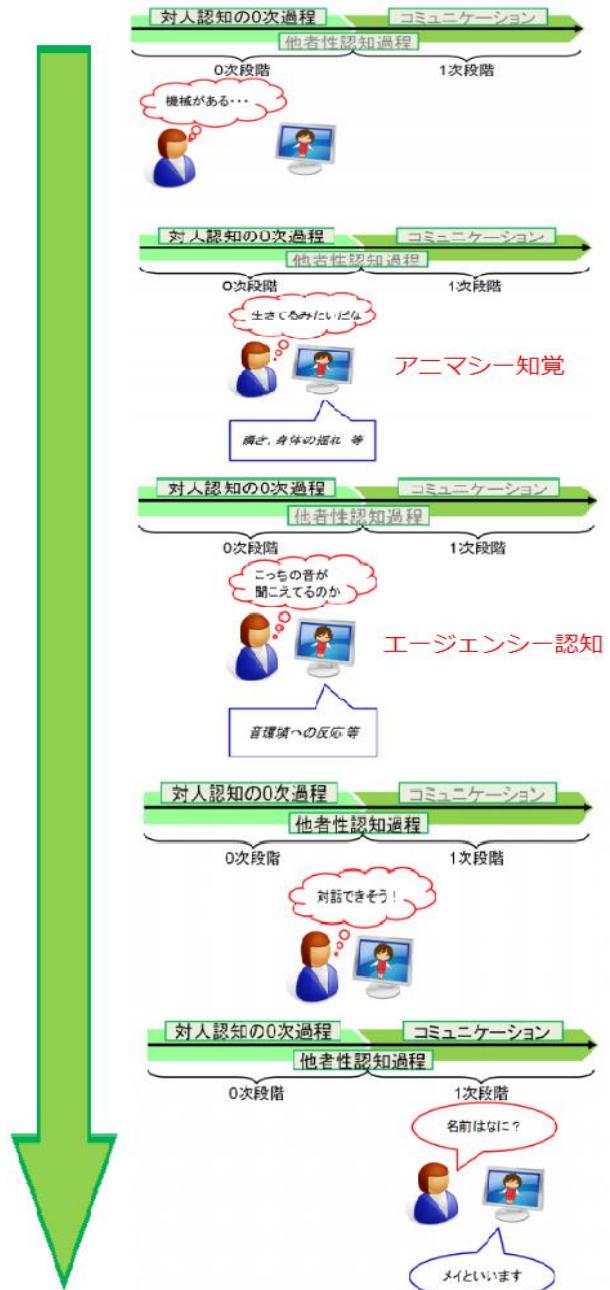 対人認知の0次過程 コミュニケーション
他者性認知過程
0次段階 1次段階
機械がある・・・
対人認知の0次過程 コミュニケーション
他者性認知過程
0次段階 1次段階
生きてるみたいだな
アニマシー知覚
瞬き，身体の揺れ 等
対人認知の0次過程 コミュニケーション
他者性認知過程
0次段階 1次段階
こっちの音が
聞こえてるのか
エージェンシー認知
音環境への反応 等
対人認知の0次過程 コミュニケーション
他者性認知過程
0次段階 1次段階
対話できそう！
対人認知の0次過程 コミュニケーション
他者性認知過程
0次段階 1次段階
名前はなに？
メイといいます